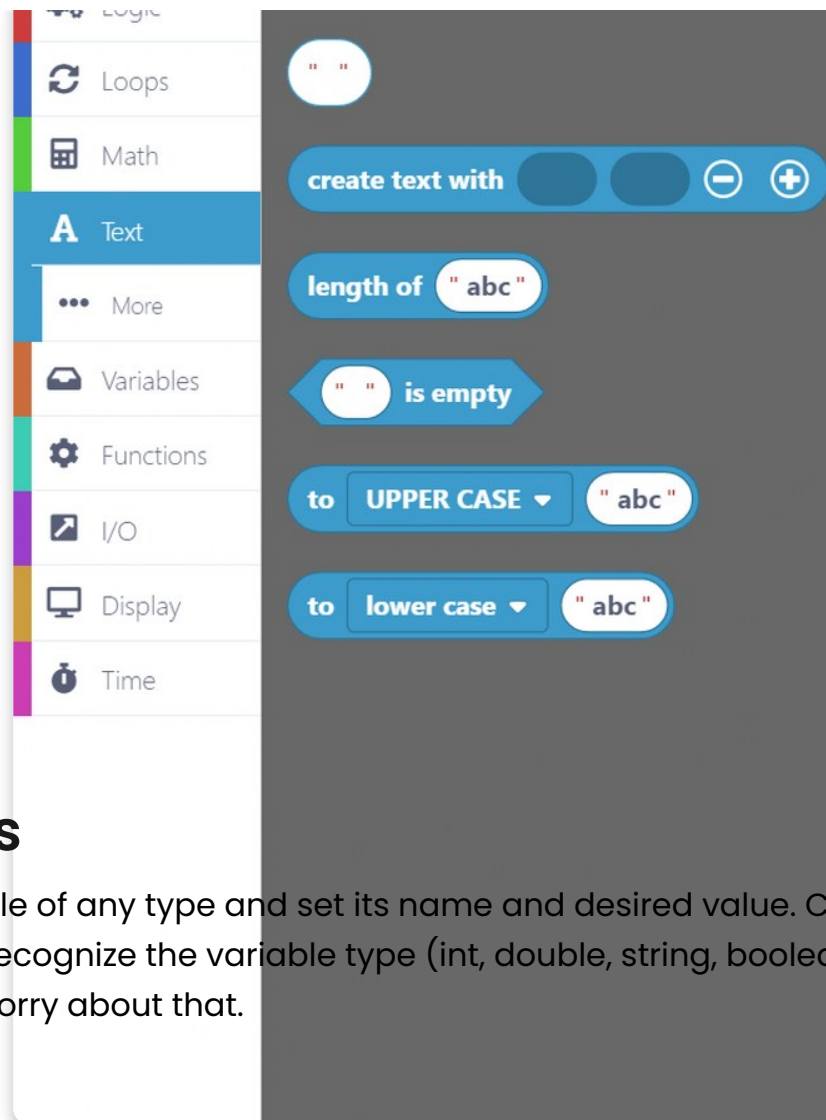 Logic
Loops
" "
Math
create text with
Text
length of " abc "
More
" " is empty
Variables
Functions
to UPPER CASE " abc "
I/O
Display
to lower case " abc "
Time
s
le of any type and set its name and desired value. C
ecognize the variable type (int, double, string, boolea
orry about that.